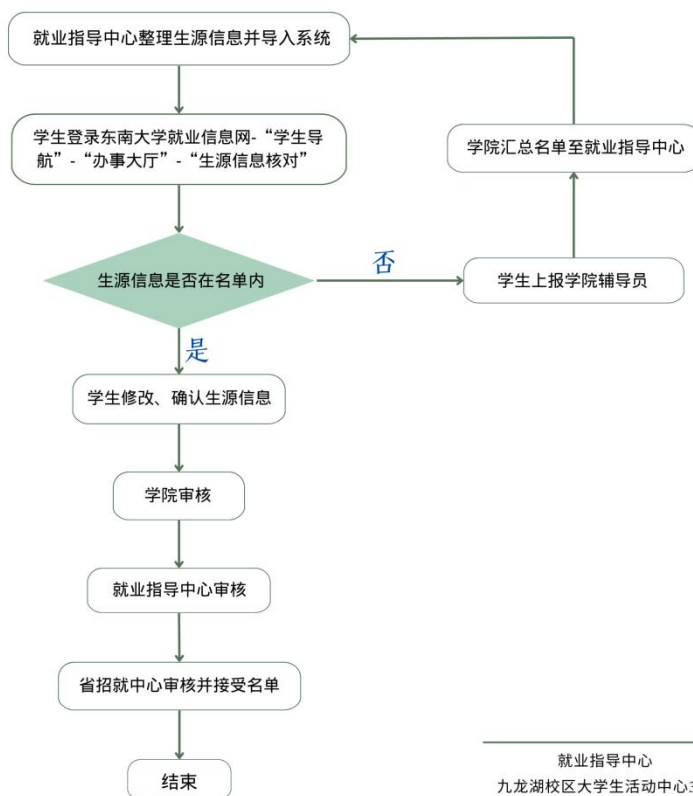 就业指导中心整理生源信息并导入系统
学生登录东南大学就业信息网-“学生导
航”-“办事大厅”-“生源信息核对”
学院汇总名单至就业指导中心
生源信息是否在名单内
否
学生上报学院辅导员
是
学生修改、确认生源信息
学院审核
就业指导中心审核
省招就中心审核并接受名单
结束
就业指导中心
九龙湖校区大学生活动中心